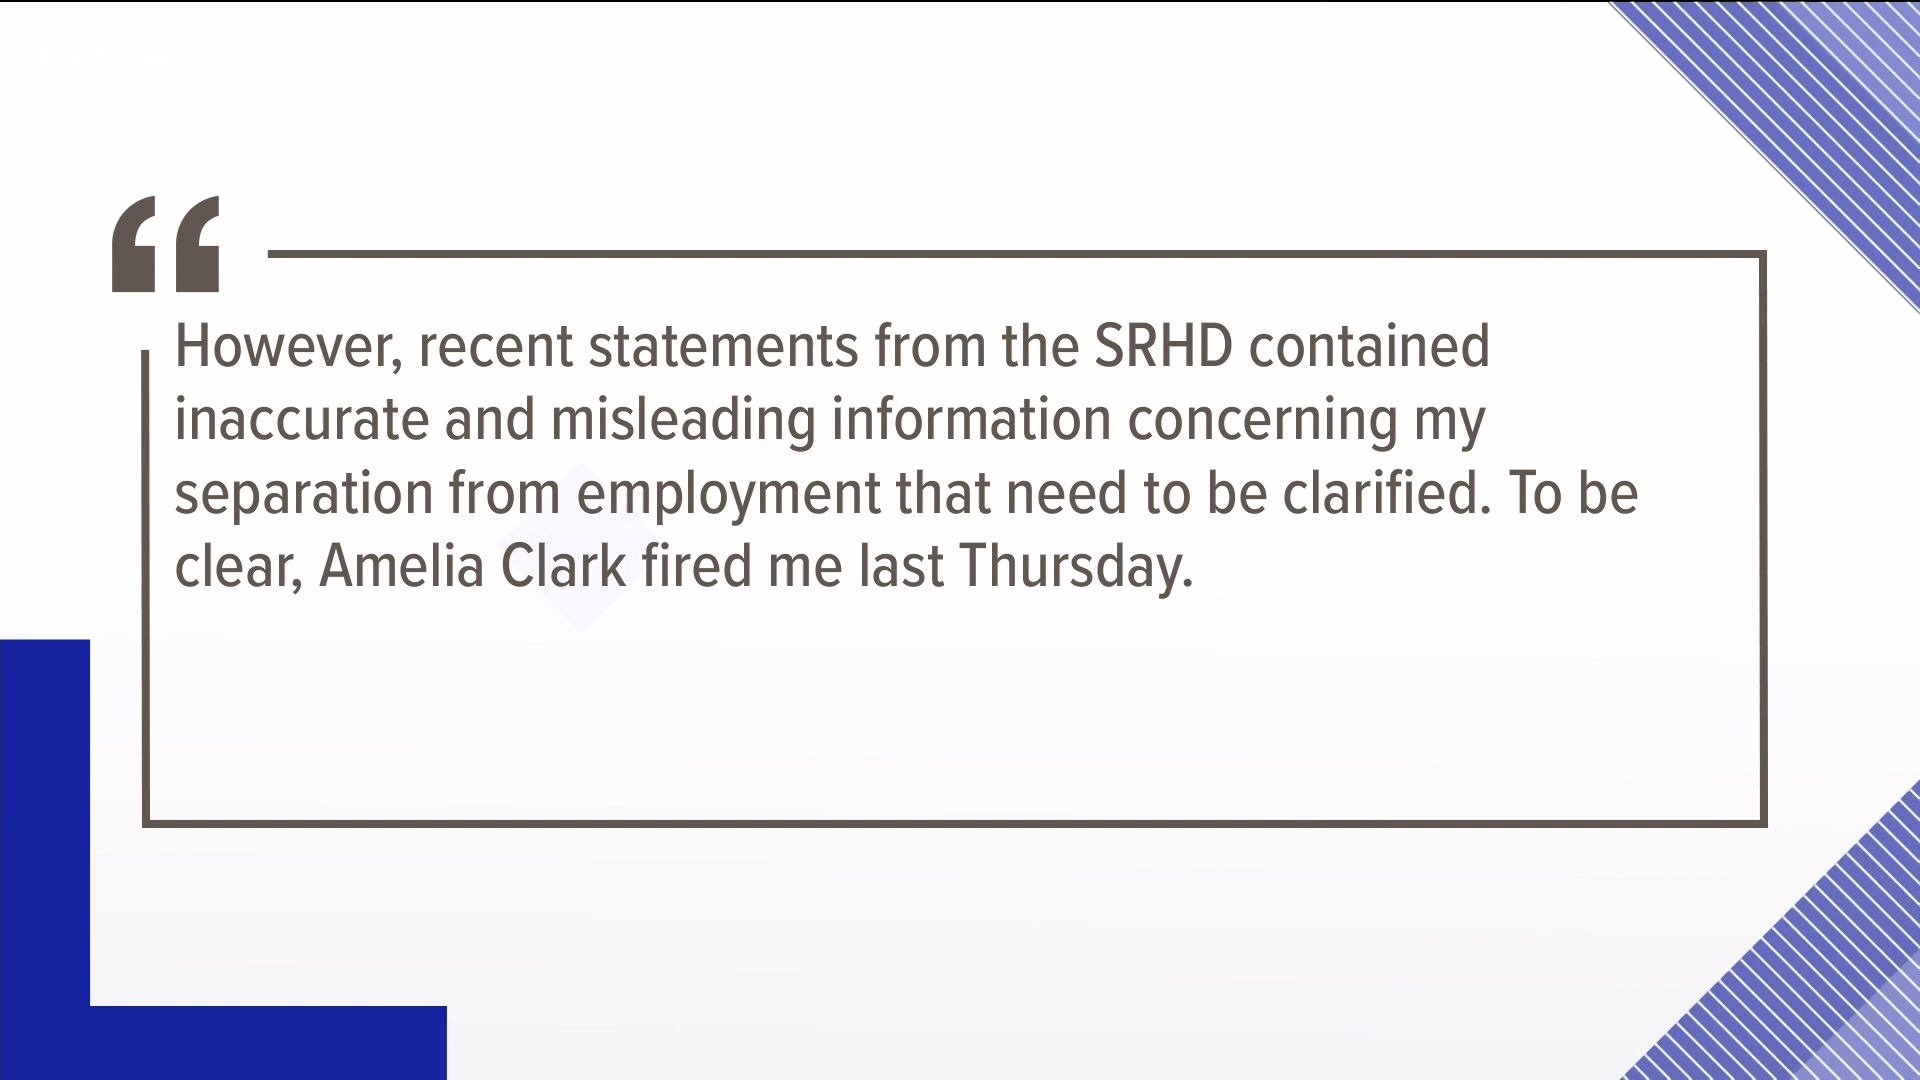 “
However, recent statements from the SRHD contained
inaccurate and misleading information concerning my
separation from employment that need to be clarified. To be
clear, Amelia Clark fired me last Thursday.